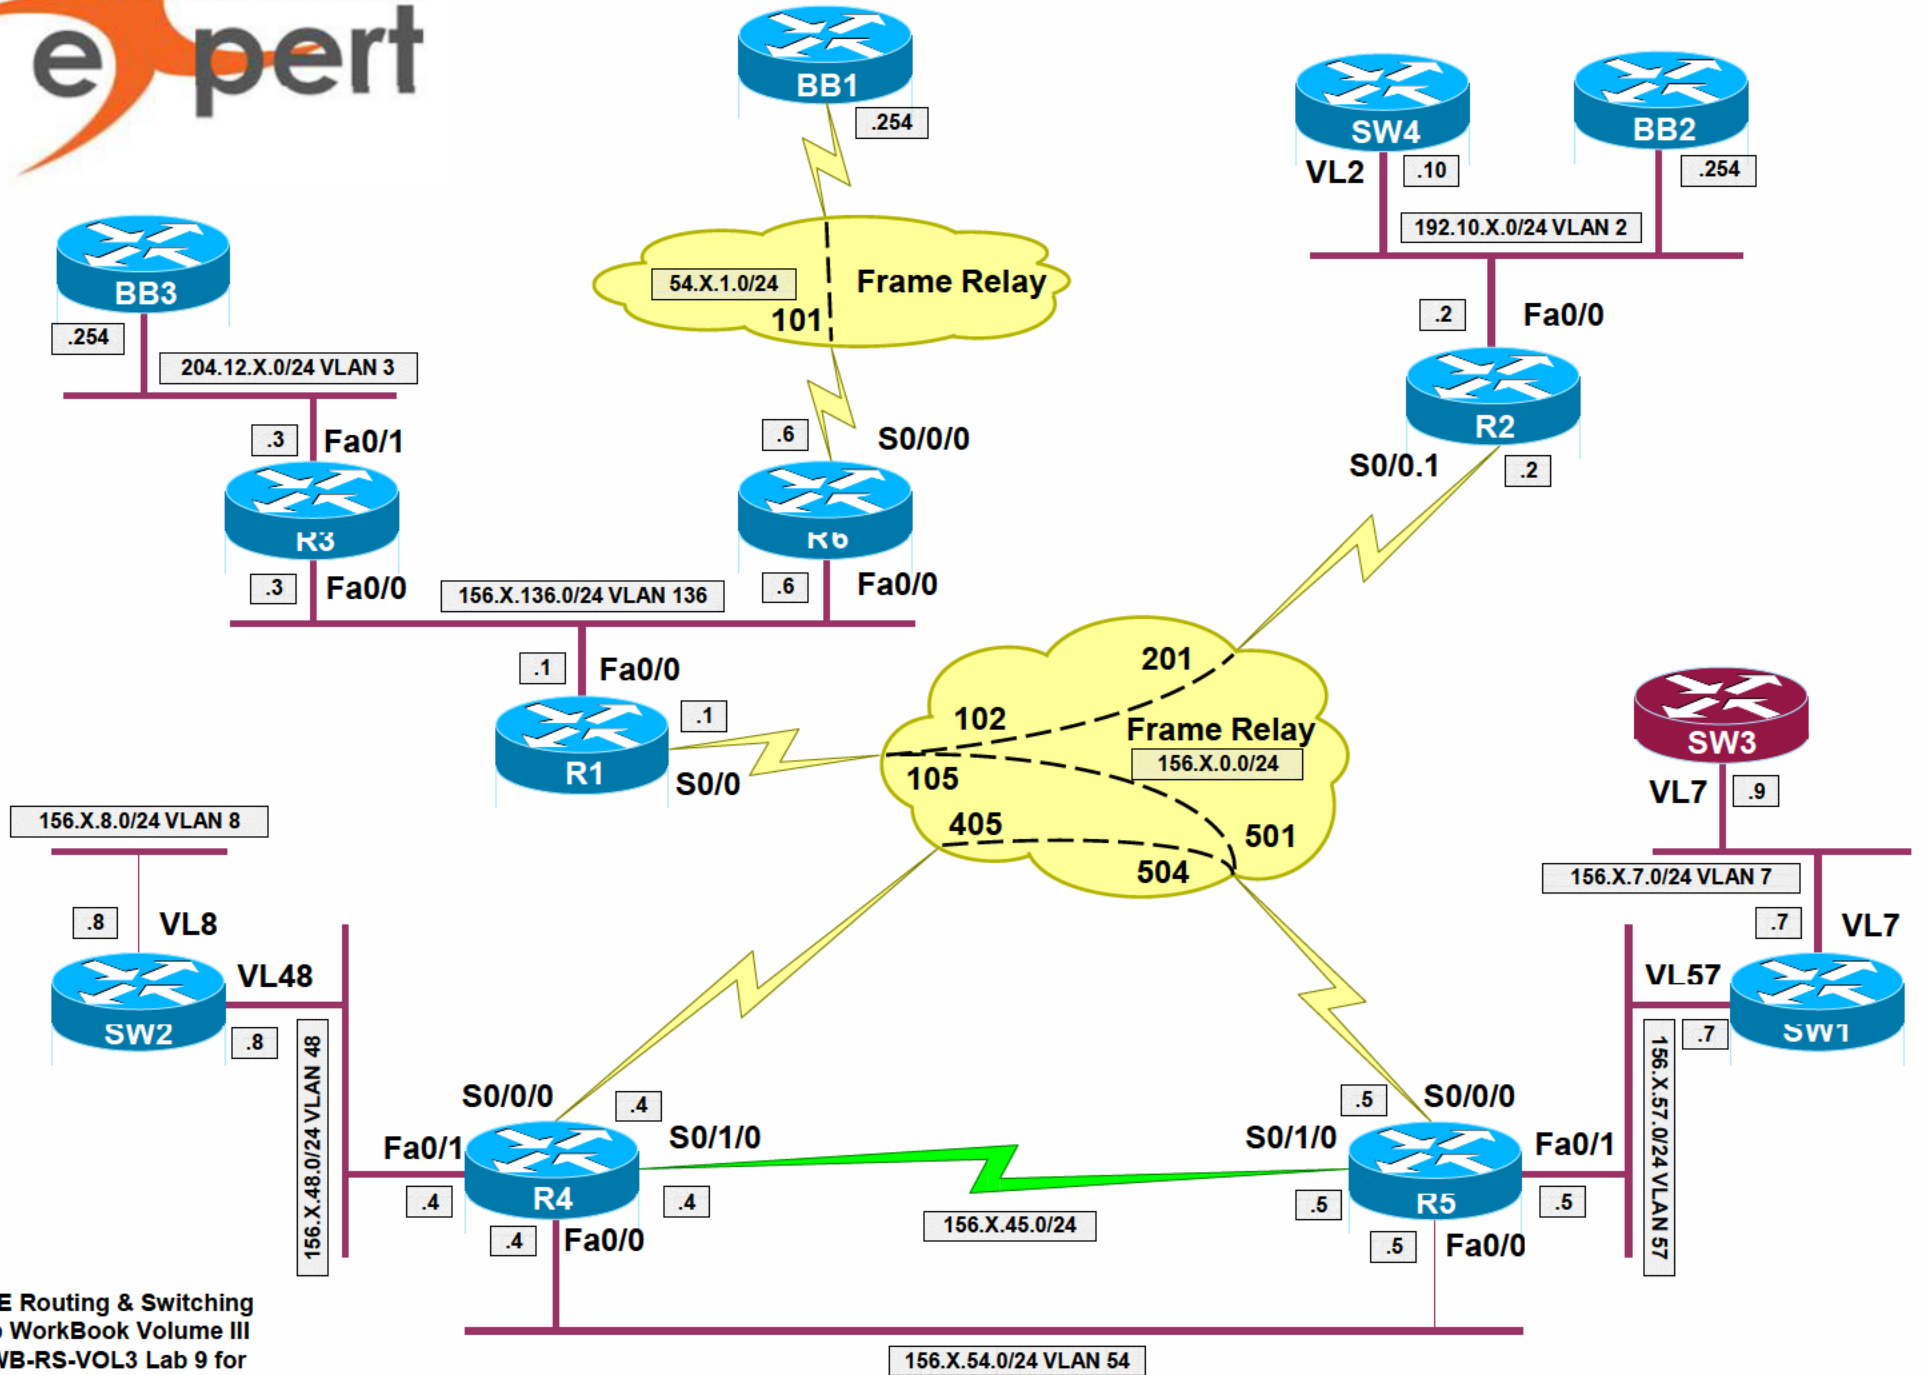 expert
BB1
.254
SW4
BB2
VL2
.10
.254
192.10.X.0/24 VLAN 2
54.X.1.0/24
Frame Relay
101
BB3
.254
204.12.X.0/24 VLAN 3
.2
Fa0/0
R2
S0/0.1
.2
.3
Fa0/1
.6
S0/0/0
R3
R6
.3
Fa0/0
156.X.136.0/24 VLAN 136
.6
Fa0/0
.1
Fa0/0
.1
R1
S0/0
201
102
Frame Relay
156.X.0.0/24
105
405
501
504
SW3
VL7
.9
156.X.7.0/24 VLAN 7
.7
VL7
156.X.8.0/24 VLAN 8
.8
VL8
VL48
SW2
.8
156.X.48.0/24 VLAN 48
VL57
SW1
.7
156.X.57.0/24 VLAN 57
S0/0/0
.4
S0/1/0
Fa0/1
R4
.4
.4
.4
Fa0/0
.5
S0/0/0
S0/1/0
Fa0/1
R5
.5
.5
.5
Fa0/0
156.X.45.0/24
156.X.54.0/24 VLAN 54
E Routing & Switching
WorkBook Volume III
WB-RS-VOL3 Lab 9 for